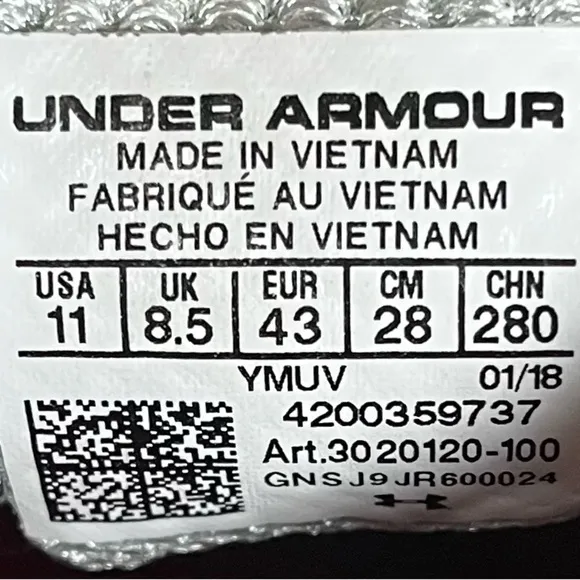 UNDER ARMOUR
MADE IN VIETNAM
FABRIQUÉ AU VIETNAM
HECHO EN VIETNAM
USA UK EUR CM CHN
11 8.5 43 28 280
YMUV 01/18
4200359737
Art.3020120-100
GNSJ9JR600024